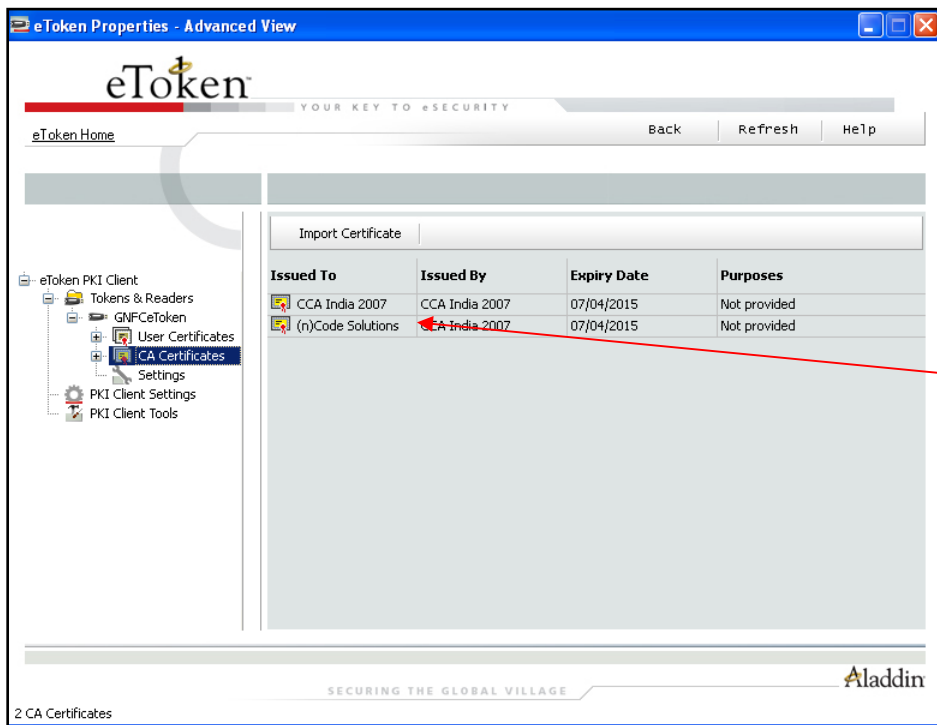 eToken Properties - Advanced View
eToken™
YOUR KEY TO eSECURITY
eToken Home
Back Refresh Help
Import Certificate
Issued To Issued By Expiry Date Purposes
CCA India 2007 CCA India 2007 07/04/2015 Not provided
(n)Code Solutions CCA India 2007 07/04/2015 Not provided
eToken PKI Client
Tokens & Readers
GNFCeToken
User Certificates
CA Certificates
Settings
PKI Client Settings
PKI Client Tools
SECURING THE GLOBAL VILLAGE
Aladdin
2 CA Certificates